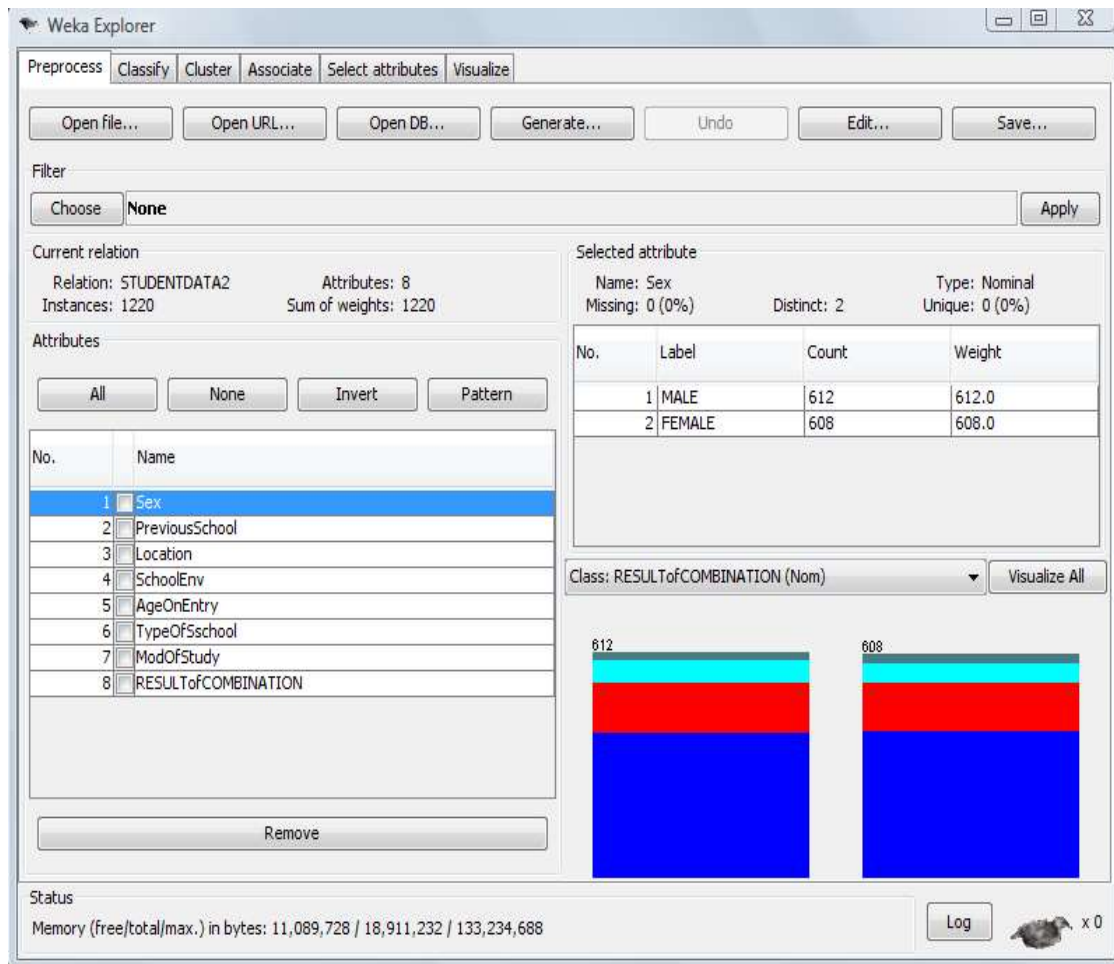 Weka Explorer
Preprocess Classify Cluster Associate Select attributes Visualize
Open file... Open URL... Open DB... Generate... Undo Edit... Save...
Filter
Choose None Apply
Current relation
Relation: STUDENTDATA2 Attributes: 8
Instances: 1220 Sum of weights: 1220
Selected attribute
Name: Sex Type: Nominal
Missing: 0 (0%) Distinct: 2 Unique: 0 (0%)
Attributes
All None Invert Pattern
No. Name
1 Sex
2 PreviousSchool
3 Location
4 SchoolEnv
5 AgeOnEntry
6 TypeOfSschool
7 ModOfStudy
8 RESULTofCOMBINATION
Remove
No. Label Count Weight
1 MALE 612 612.0
2 FEMALE 608 608.0
Class: RESULTofCOMBINATION (Nom) Visualize All
612 608
Status
Memory (free/total/max.) in bytes: 11,089,728 / 18,911,232 / 133,234,688
Log x 0